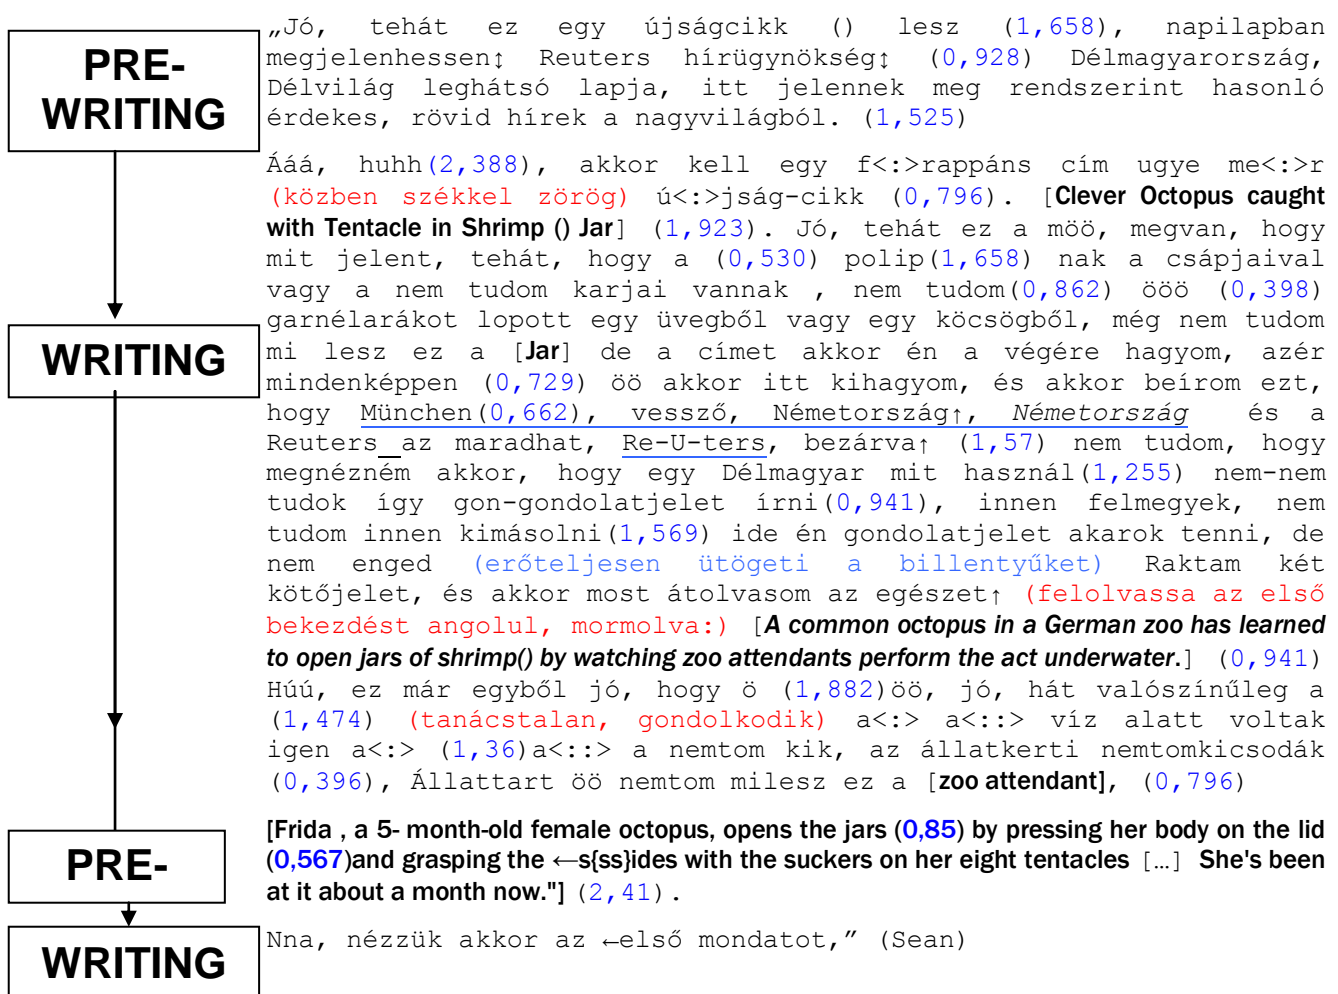 PRE-
WRITING
„Jó, tehát ez egy újságcikk () lesz (1,658), napilapban
megjelenhessen↕ Reuters hírügynökség↕ (0,928) Délmagyarország,
Délvilág leghátsó lapja, itt jelennek meg rendszerint hasonló
érdekes, rövid hírek a nagyvilágból. (1,525)
Ááá, huhh(2,388), akkor kell egy f<:>rappáns cím ugye me<:>r
(közben székkel zörög) ú<:>jság-cikk (0,796). [Clever Octopus caught
with Tentacle in Shrimp () Jar] (1,923). Jó, tehát ez a möö, megvan, hogy
mit jelent, tehát, hogy a (0,530) polip(1,658) nak a csápjaival
vagy a nem tudom karjai vannak , nem tudom(0,862) ööö (0,398)
garnélarákot lopott egy üvegből vagy egy köcsögből, még nem tudom
WRITING
mi lesz ez a [Jar] de a címet akkor én a végére hagyom, azér
mindenképpen (0,729) öö akkor itt kihagyom, és akkor beírom ezt,
hogy München(0,662), vessző, Németország↑, Németország és a
Reuters az maradhat, Re-U-ters, bezárva↑ (1,57) nem tudom, hogy
megnézném akkor, hogy egy Délmagyar mit használ(1,255) nem-nem
tudok így gon-gondolatjelet írni(0,941), innen felmegyek, nem
tudom innen kimásolni(1,569) ide én gondolatjelet akarok tenni, de
nem enged (erőteljesen ütögeti a billentyűket) Raktam két
kötőjelet, és akkor most átolvasom az egészet↑ (felolvassa az első
bekezdést angolul, mormolva:) [A common octopus in a German zoo has learned
to open jars of shrimp() by watching zoo attendants perform the act underwater.] (0,941)
Húú, ez már egyből jó, hogy ö (1,882)öö, jó, hát valószínűleg a
(1,474) (tanácstalan, gondolkodik) a<:> a<::> víz alatt voltak
igen a<:> (1,36)a<::> a nemtom kik, az állatkerti nemtomkicsodák
(0,396), Állattart öö nemtom milesz ez a [zoo attendant], (0,796)
PRE-
[Frida , a 5- month-old female octopus, opens the jars (0,85) by pressing her body on the lid
(0,567)and grasping the ←s{ss}ides with the suckers on her eight tentacles […] She's been
at it about a month now."] (2,41).
WRITING
Nna, nézzük akkor az ←első mondatot,” (Sean)